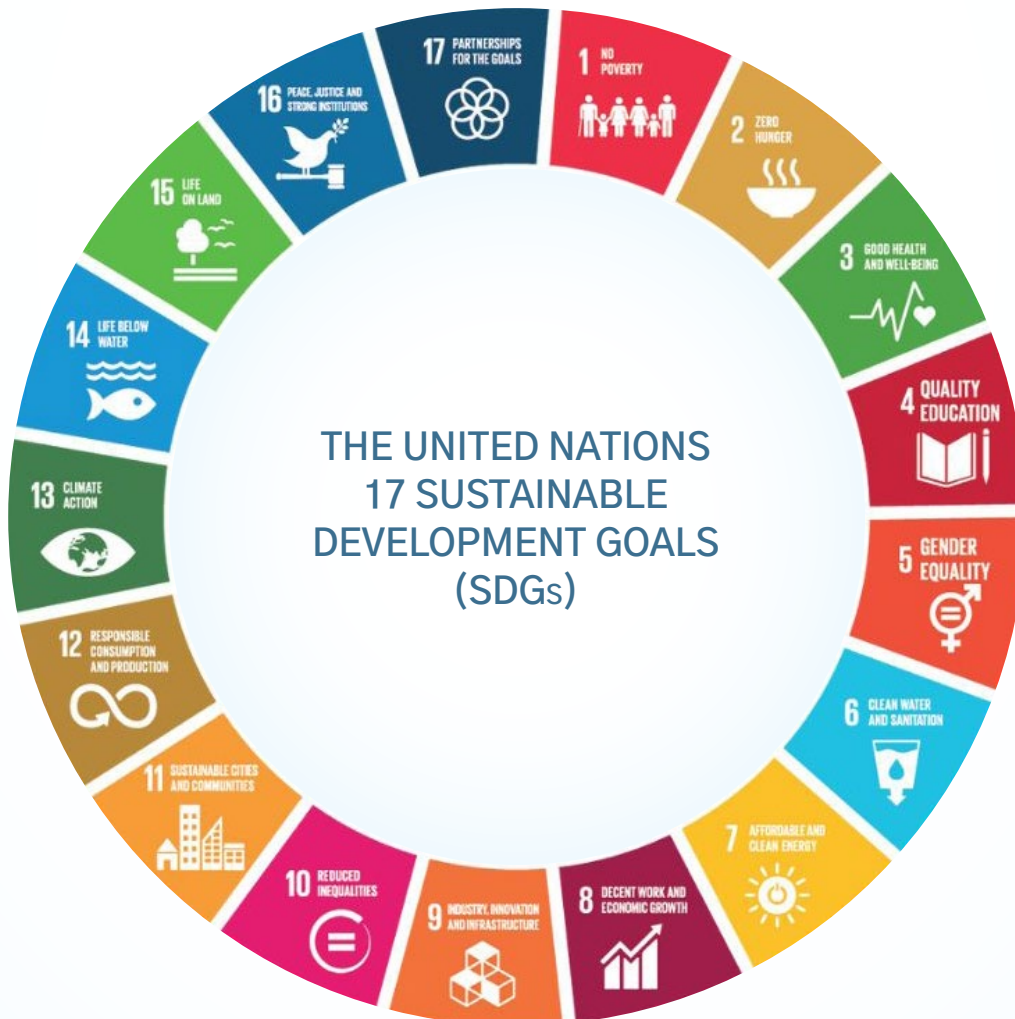 THE UNITED NATIONS
17 SUSTAINABLE
DEVELOPMENT GOALS
(SDGs)
1 NO
POVERTY
2 ZERO
HUNGER
3 GOOD HEALTH
AND WELL-BEING
4 QUALITY
EDUCATION
5 GENDER
EQUALITY
6 CLEAN WATER
AND SANITATION
7 AFFORDABLE AND
CLEAN ENERGY
8 DECENT WORK AND
ECONOMIC GROWTH
9 INDUSTRY, INNOVATION
AND INFRASTRUCTURE
10 REDUCED
INEQUALITIES
11 SUSTAINABLE CITIES
AND COMMUNITIES
12 RESPONSIBLE
CONSUMPTION
AND PRODUCTION
13 CLIMATE
ACTION
14 LIFE BELOW
WATER
15 LIFE
ON LAND
16 PEACE, JUSTICE AND
STRONG INSTITUTIONS
17 PARTNERSHIPS
FOR THE GOALS